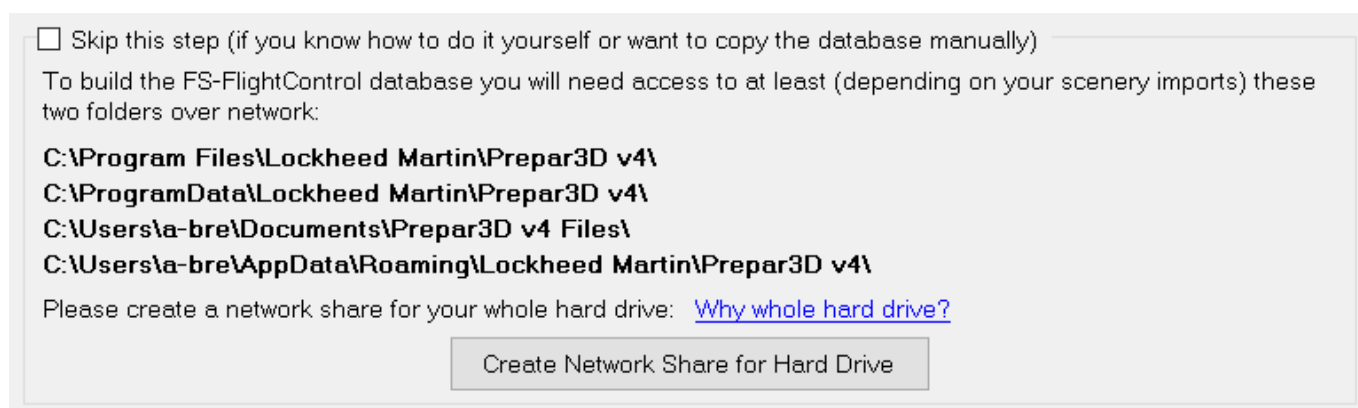 Skip this step (if you know how to do it yourself or want to copy the database manually)
To build the FS-FlightControl database you will need access to at least (depending on your scenery imports) these
two folders over network:
C:\Program Files\Lockheed Martin\Prepar3D v4\
C:\ProgramData\Lockheed Martin\Prepar3D v4\
C:\Users\a-bre\Documents\Prepar3D v4 Files\
C:\Users\a-bre\AppData\Roaming\Lockheed Martin\Prepar3D v4\
Please create a network share for your whole hard drive: Why whole hard drive?
Create Network Share for Hard Drive